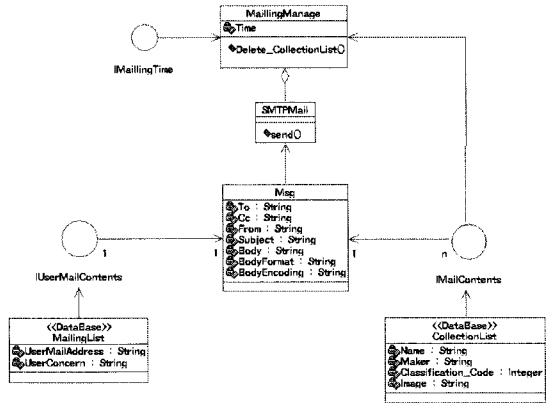 MaillingManage
Time
Delete_CollectionList()
IMaillingTime
SMTPMail
send()
Msg
To : String
Cc : String
From : String
Subject : String
Body : String
BodyFormat : String
BodyEncoding : String
1
1
1
n
IUserMailContents
IMailContents
<<DataBase>>
MailingList
UserMailAddress : String
UserConcern : String
<<DataBase>>
CollectionList
Name : String
Maker : String
Classification_Code : Integer
Image : String